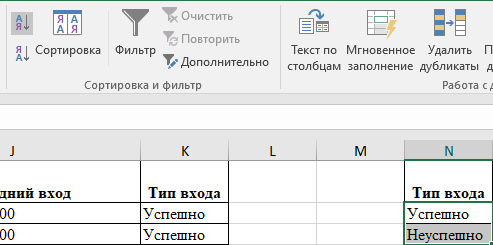 А Я Я А Очистить
Я А Сортировка Фильтр Повторить Текст по Мгновенное Удалить
Я А А Я Дополнительно столбцам заполнение дубликаты
Сортировка и фильтр Работа с д
J K L M N
дний вход Тип входа Тип входа
00 Успешно Успешно
00 Успешно Неуспешно